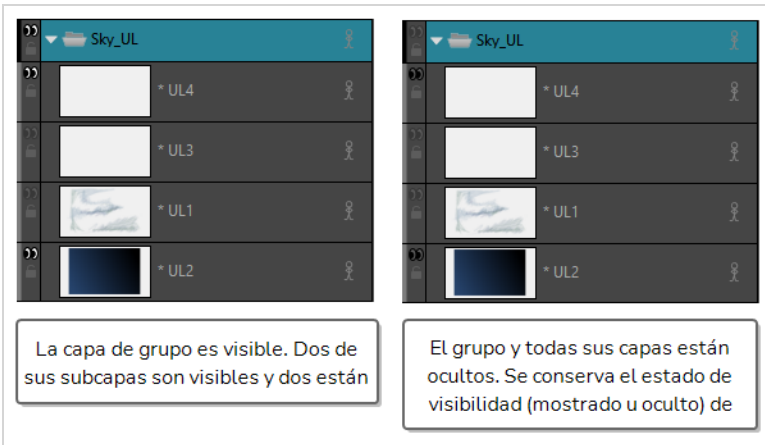 Sky_UL
* UL4
* UL3
* UL1
* UL2
La capa de grupo es visible. Dos de
sus subcapas son visibles y dos están
Sky_UL
* UL4
* UL3
* UL1
* UL2
El grupo y todas sus capas están
ocultos. Se conserva el estado de
visibilidad (mostrado u oculto) de